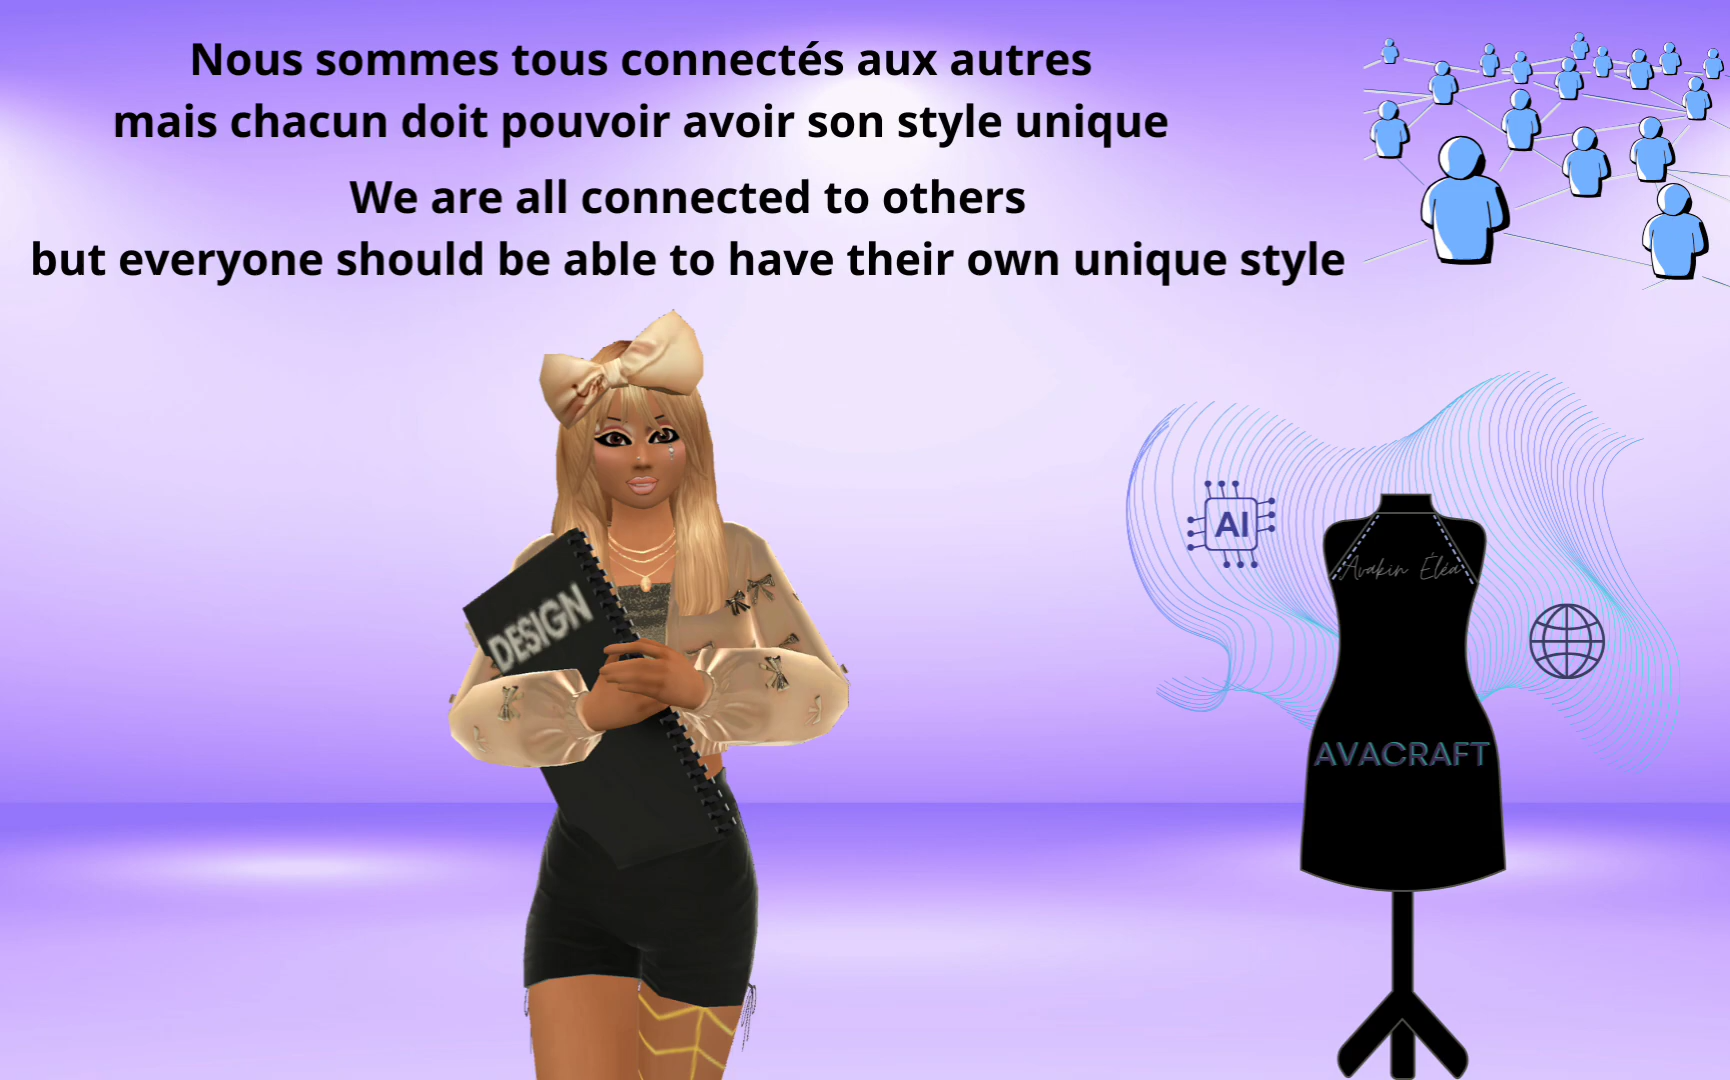 Nous sommes tous connectés aux autres
mais chacun doit pouvoir avoir son style unique
We are all connected to others
but everyone should be able to have their own unique style
AI
Avakin Éléa
DESIGN
AVACRAFT